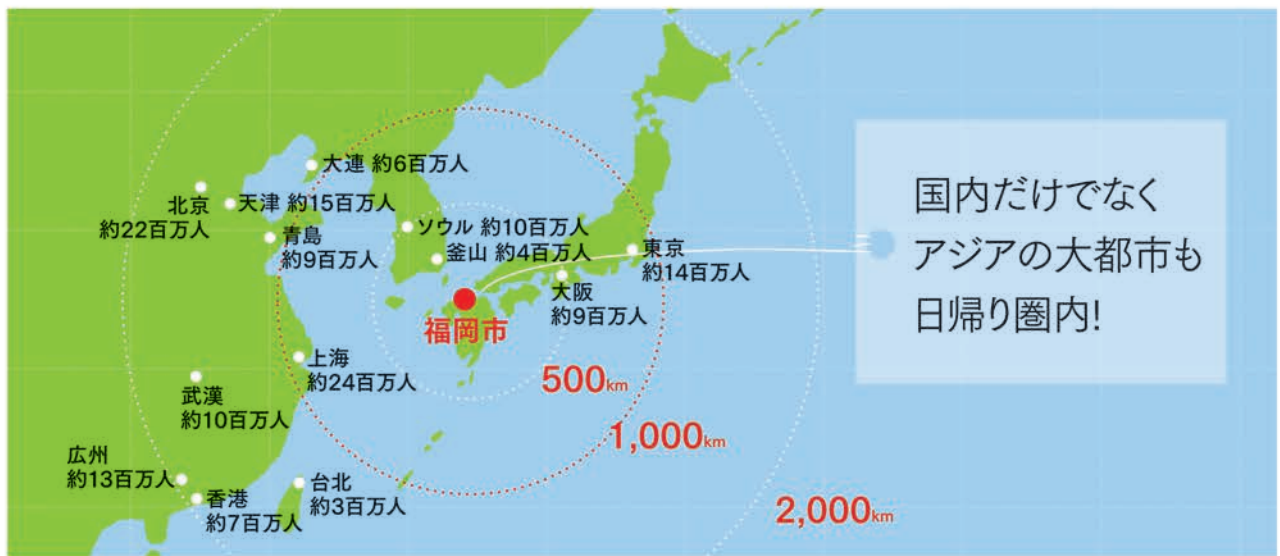 大連 約6百万人
北京
約22百万人
天津 約15百万人
青島
約9百万人
ソウル 約10百万人
釜山 約4百万人
東京
約14百万人
大阪
約9百万人
福岡市
上海
約24百万人
武漢
約10百万人
広州
約13百万人
香港
約7百万人
台北
約3百万人
500km
1,000km
2,000km
国内だけでなく
アジアの大都市も
日帰り圏内!